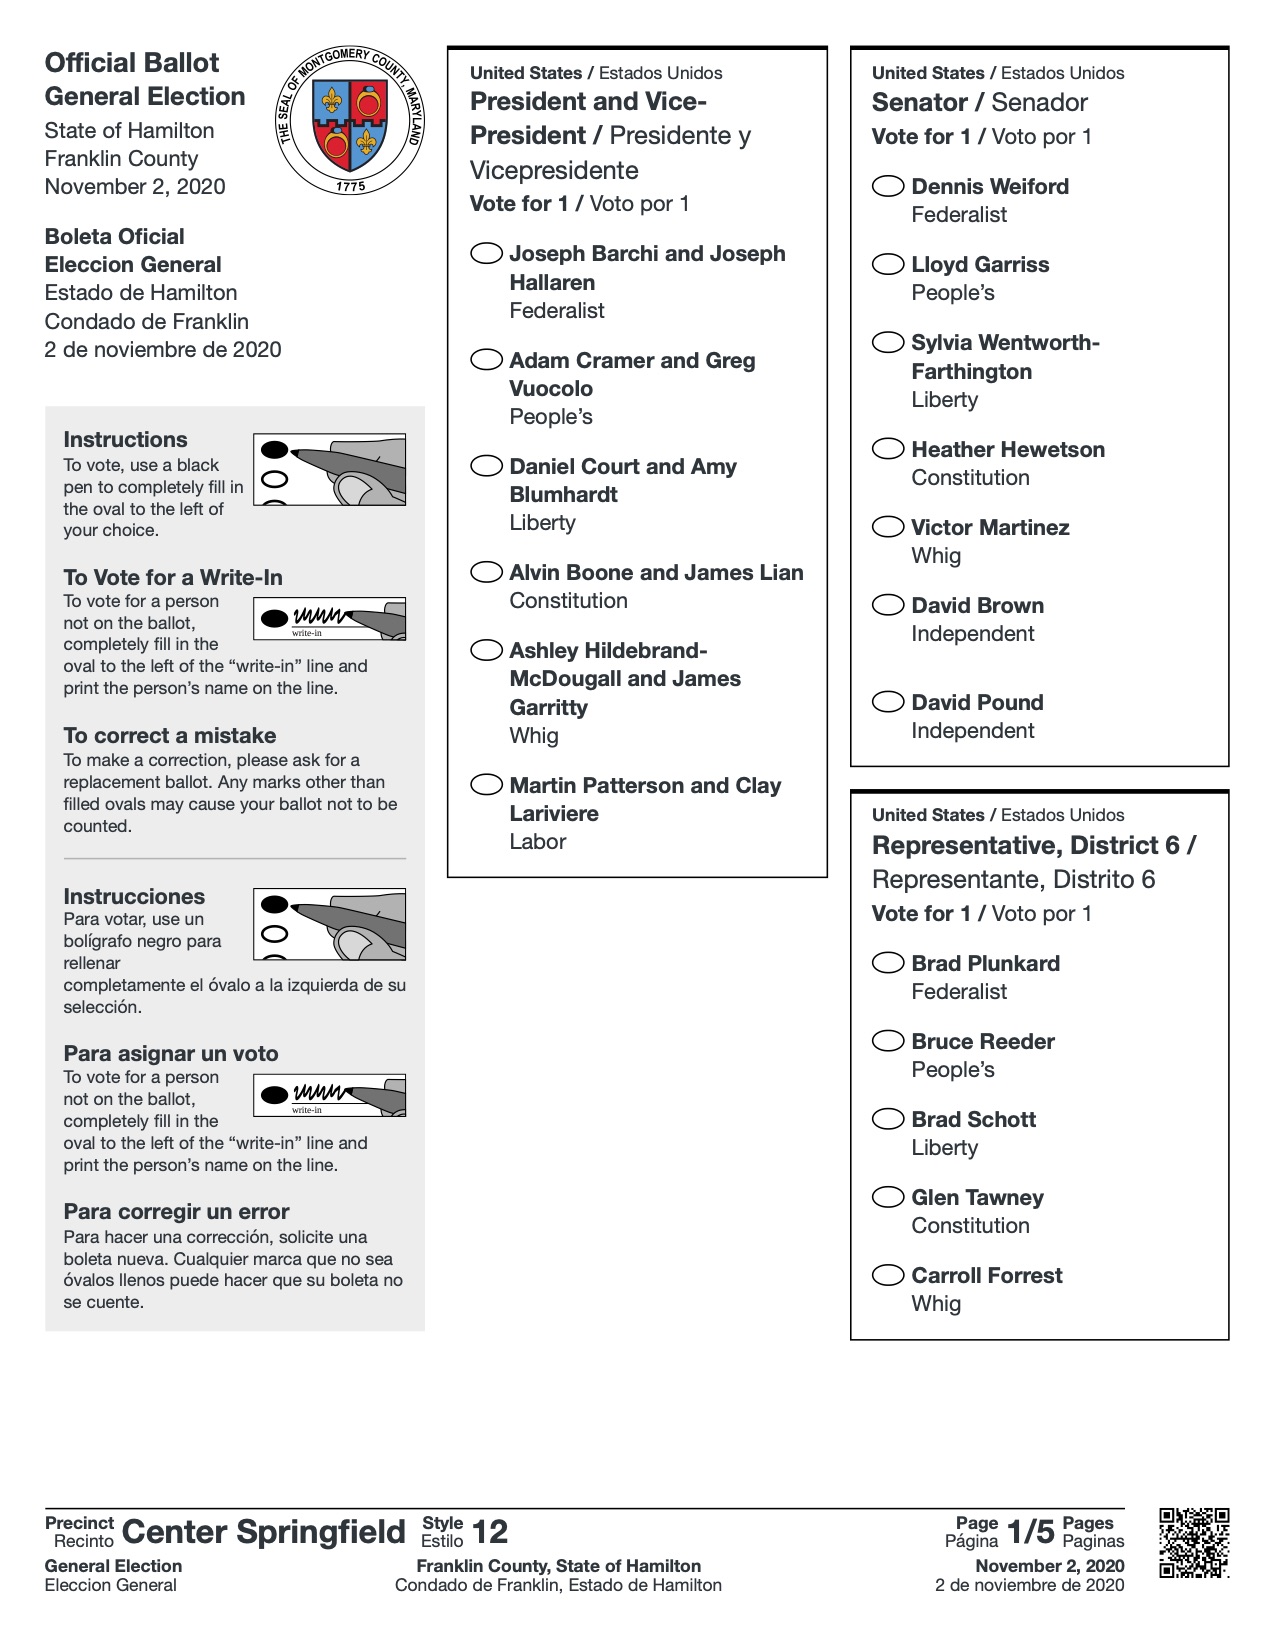 Official Ballot
General Election
State of Hamilton
Franklin County
November 2, 2020
THE SEAL OF MONTGOMERY COUNTY, MARYLAND
1775
Boleta Oficial
Eleccion General
Estado de Hamilton
Condado de Franklin
2 de noviembre de 2020
Instructions
To vote, use a black
pen to completely fill in
the oval to the left of
your choice.
To Vote for a Write-In
To vote for a person
not on the ballot,
completely fill in the
oval to the left of the “write-in” line and
print the person’s name on the line.
write-in
To correct a mistake
To make a correction, please ask for a
replacement ballot. Any marks other than
filled ovals may cause your ballot not to be
counted.
Instrucciones
Para votar, use un
bolígrafo negro para
rellenar
completamente el óvalo a la izquierda de su
selección.
Para asignar un voto
To vote for a person
not on the ballot,
completely fill in the
oval to the left of the “write-in” line and
print the person’s name on the line.
write-in
Para corregir un error
Para hacer una corrección, solicite una
boleta nueva. Cualquier marca que no sea
óvalos llenos puede hacer que su boleta no
se cuente.
United States / Estados Unidos
President and Vice-
President / Presidente y
Vicepresidente
Vote for 1 / Voto por 1
Joseph Barchi and Joseph
Hallaren
Federalist
Adam Cramer and Greg
Vuocolo
People’s
Daniel Court and Amy
Blumhardt
Liberty
Alvin Boone and James Lian
Constitution
Ashley Hildebrand-
McDougall and James
Garritty
Whig
Martin Patterson and Clay
Lariviere
Labor
United States / Estados Unidos
Senator / Senador
Vote for 1 / Voto por 1
Dennis Weiford
Federalist
Lloyd Garriss
People’s
Sylvia Wentworth-
Farthington
Liberty
Heather Hewetson
Constitution
Victor Martinez
Whig
David Brown
Independent
David Pound
Independent
United States / Estados Unidos
Representative, District 6 /
Representante, Distrito 6
Vote for 1 / Voto por 1
Brad Plunkard
Federalist
Bruce Reeder
People’s
Brad Schott
Liberty
Glen Tawney
Constitution
Carroll Forrest
Whig
Precinct
Recinto
Center Springfield
Style
Estilo
12
Page
Página
1/5
Pages
Paginas
General Election
Eleccion General
Franklin County, State of Hamilton
Condado de Franklin, Estado de Hamilton
November 2, 2020
2 de noviembre de 2020